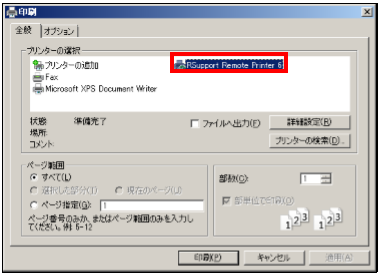 印刷
全般 オプション
プリンターの選択
プリンターの追加
RSupport Remote Printer 6
Fax
Microsoft XPS Document Writer
状態: 準備完了
ファイルへ出力(F)
詳細設定(R)
場所:
コメント:
プリンターの検索(D)...
ページ範囲
すべて(L)
選択した部分(T) 現在のページ(U)
ページ指定(G): 1
ページ番号のみか、またはページ範囲のみを入力し
てください。例: 5-12
部数(C): 1
部単位で印刷(O)
1 1 2 2 3 3
印刷(P) キャンセル 適用(A)